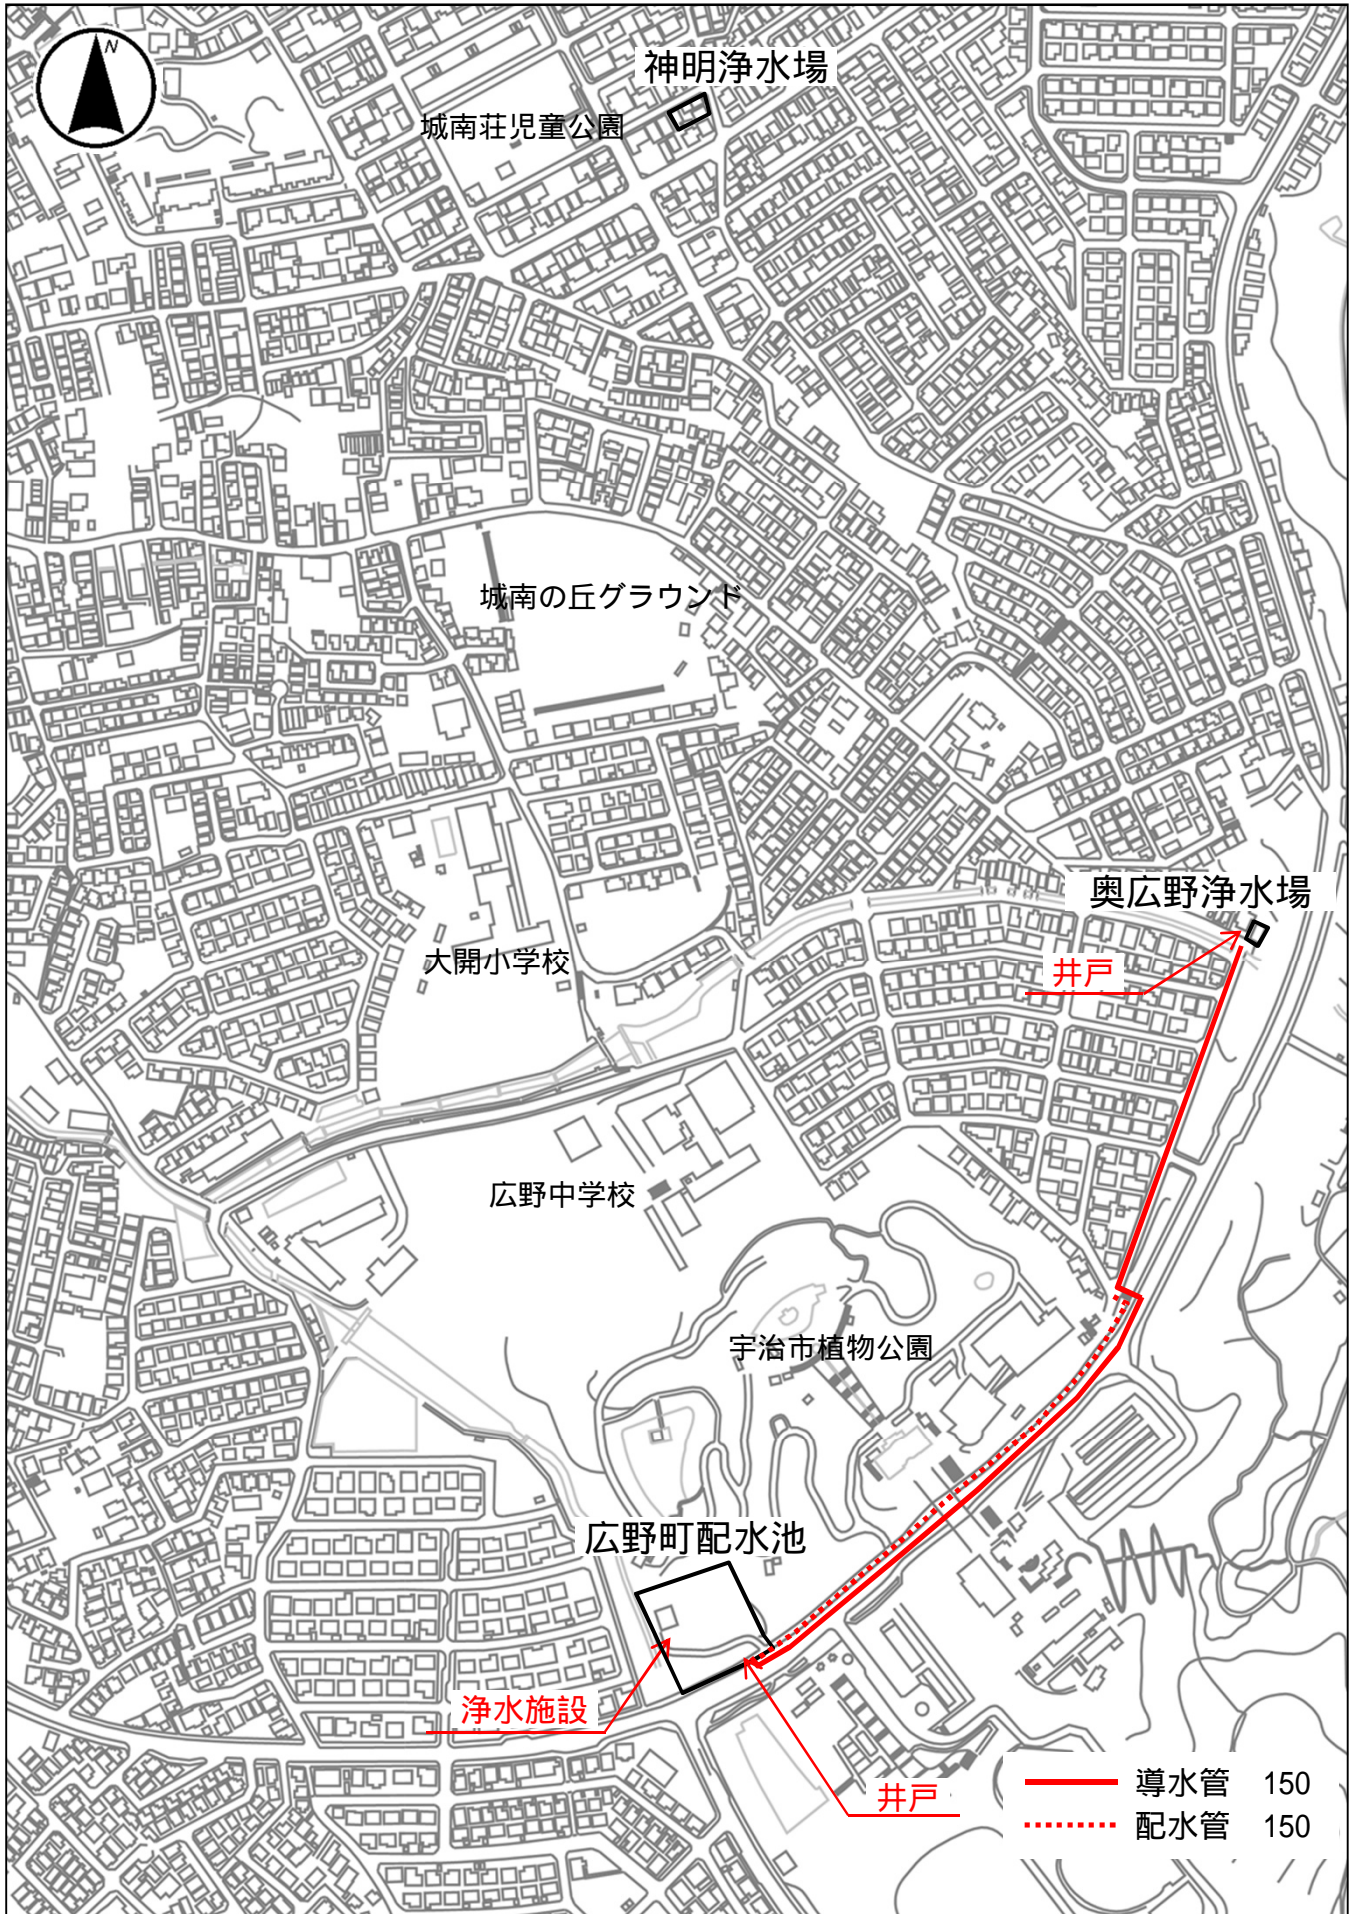 N
神明浄水場
城南荘児童公園
城南の丘グラウンド
奥広野浄水場
井戸
大開小学校
広野中学校
宇治市植物公園
広野町配水池
浄水施設
井戸
導水管 150
配水管 150